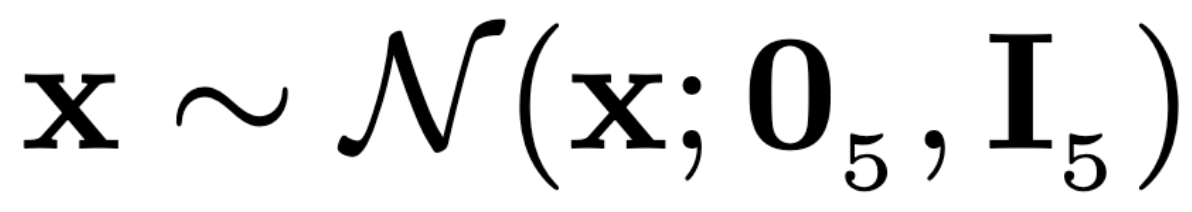 𝐱 ∼ 𝒩(𝐱; 𝟎₅, 𝐈₅)